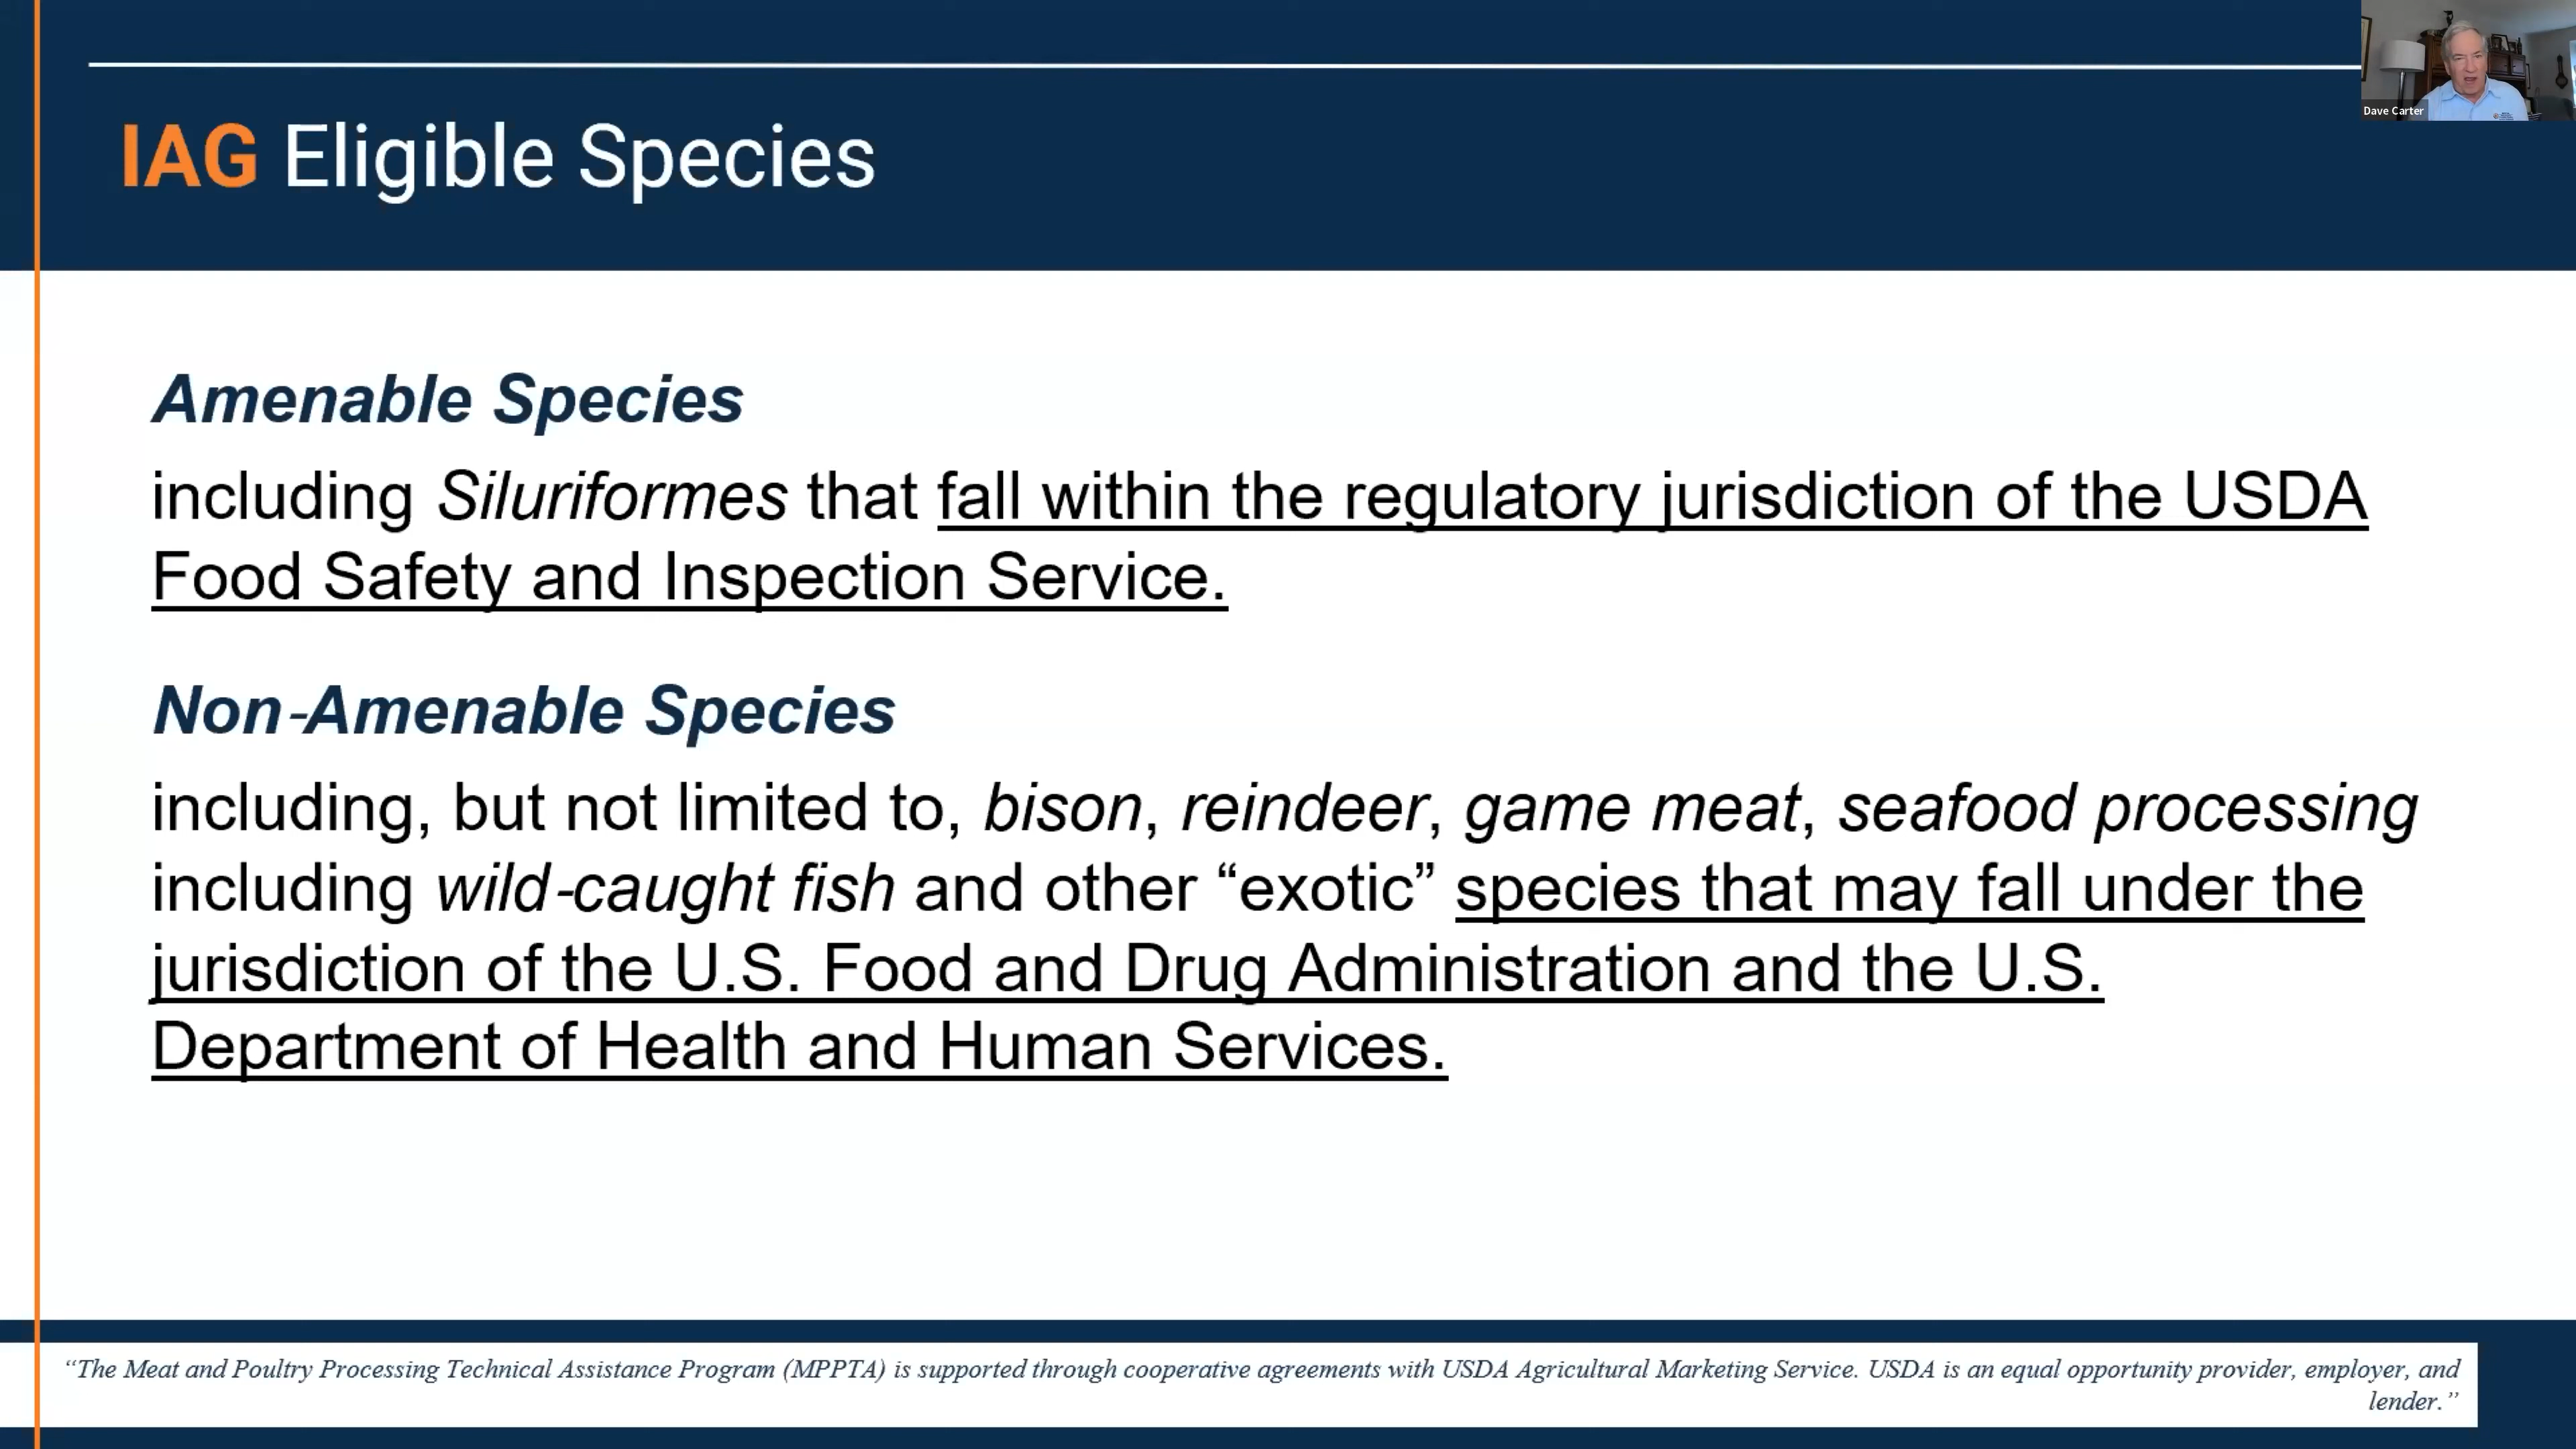 Dave Carter
IAG Eligible Species
Amenable Species
including Siluriformes that fall within the regulatory jurisdiction of the USDA
Food Safety and Inspection Service.
Non-Amenable Species
including, but not limited to, bison, reindeer, game meat, seafood processing
including wild-caught fish and other “exotic” species that may fall under the
jurisdiction of the U.S. Food and Drug Administration and the U.S.
Department of Health and Human Services.
“The Meat and Poultry Processing Technical Assistance Program (MPPTA) is supported through cooperative agreements with USDA Agricultural Marketing Service. USDA is an equal opportunity provider, employer, and
lender.”